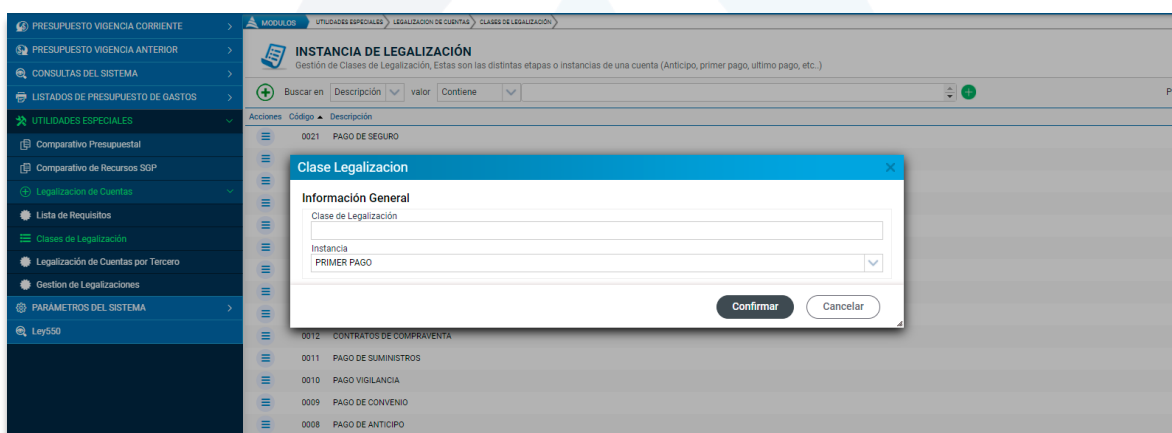 PRESUPUESTO VIGENCIA CORRIENTE
PRESUPUESTO VIGENCIA ANTERIOR
CONSULTAS DEL SISTEMA
LISTADOS DE PRESUPUESTO DE GASTOS
UTILIDADES ESPECIALES
Comparativo Presupuestal
Comparativo de Recursos SGP
Legalizacion de Cuentas
Lista de Requisitos
Clases de Legalización
Legalización de Cuentas por Tercero
Gestion de Legalizaciones
PARÁMETROS DEL SISTEMA
Ley550
MODULOS UTILIDADES ESPECIALES LEGALIZACION DE CUENTAS CLASES DE LEGALIZACIÓN
INSTANCIA DE LEGALIZACIÓN
Gestión de Clases de Legalización, Estas son las distintas etapas o instancias de una cuenta (Anticipo, primer pago, ultimo pago, etc..)
Buscar en Descripción valor Contiene P
Acciones Código Descripción
0021 PAGO DE SEGURO
Clase Legalizacion
Información General
Clase de Legalización
Instancia
PRIMER PAGO
Confirmar Cancelar
0012 CONTRATOS DE COMPRAVENTA
0011 PAGO DE SUMINISTROS
0010 PAGO VIGILANCIA
0009 PAGO DE CONVENIO
0008 PAGO DE ANTICIPO